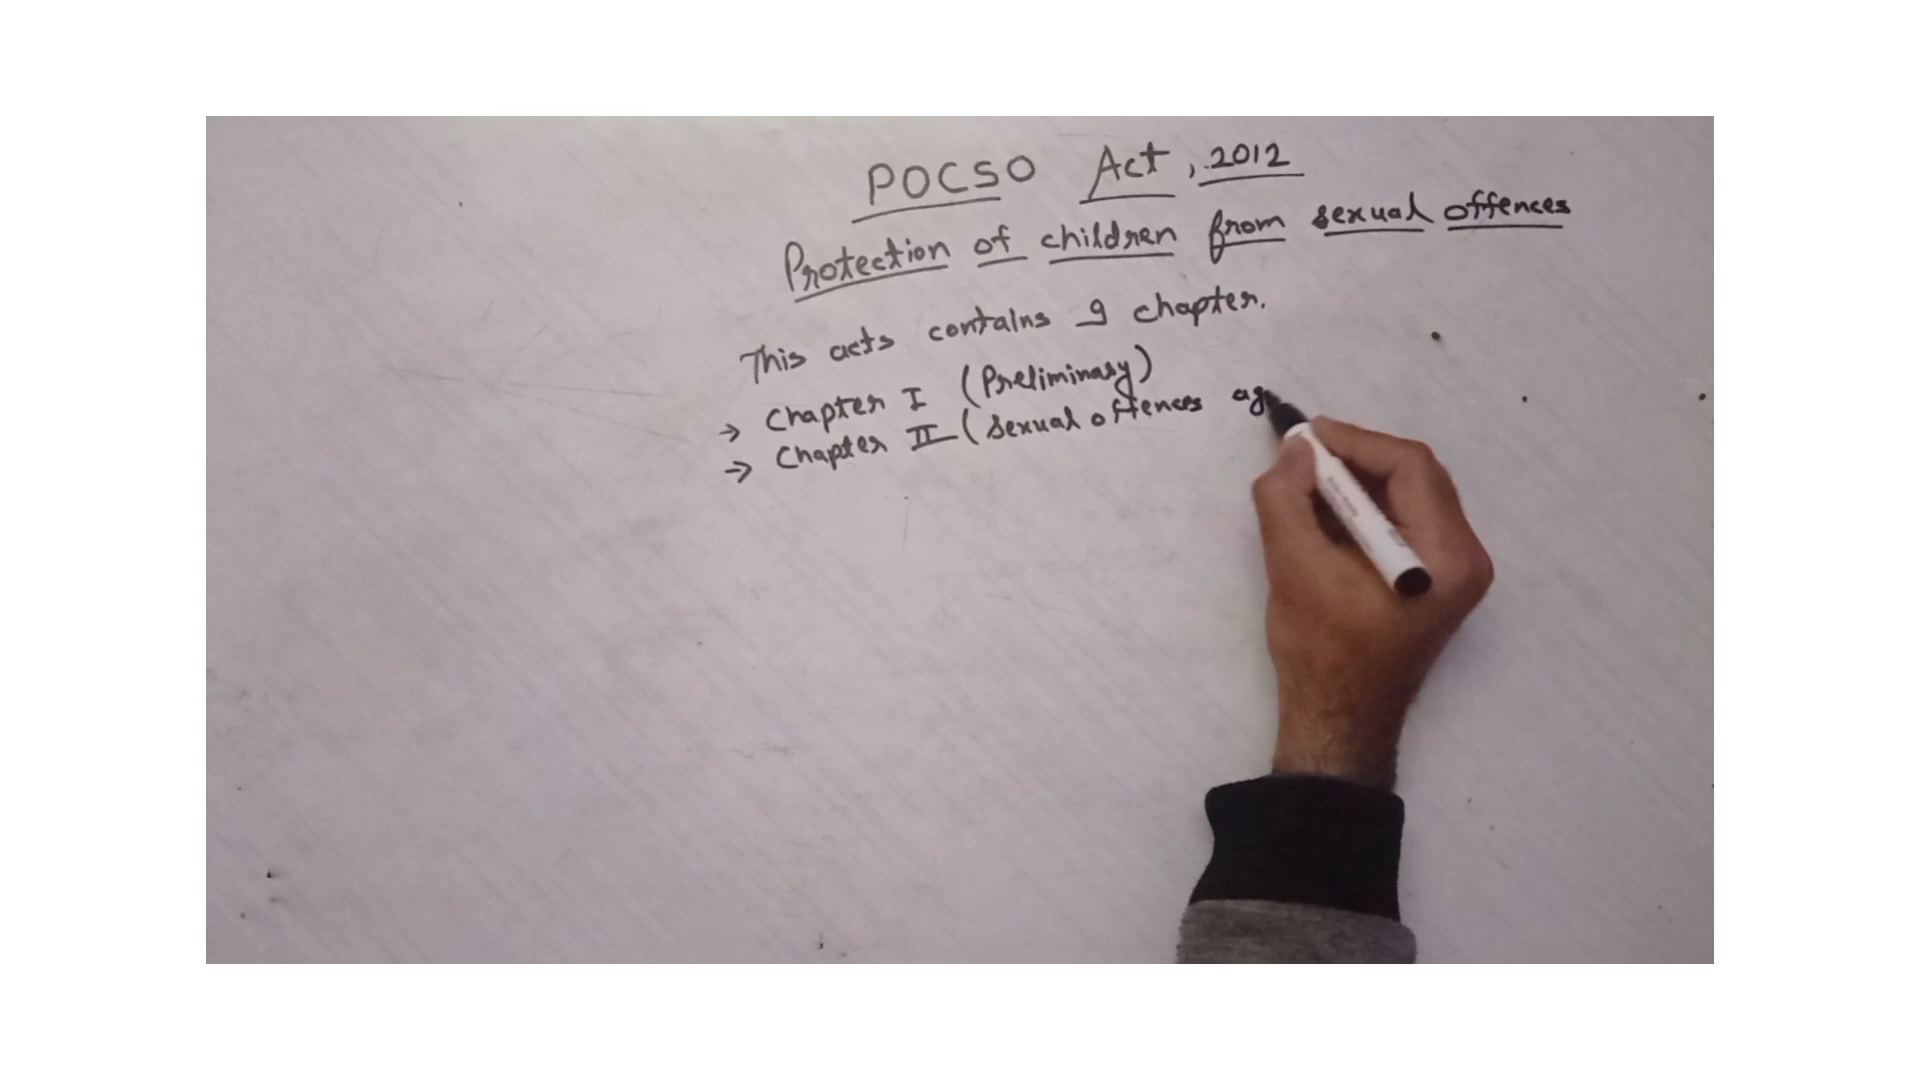 POCSO Act, 2012
Protection of children from sexual offences
This acts contains 9 chapter.
→ Chapter I (Preliminary)
→ Chapter II (sexual offences ag